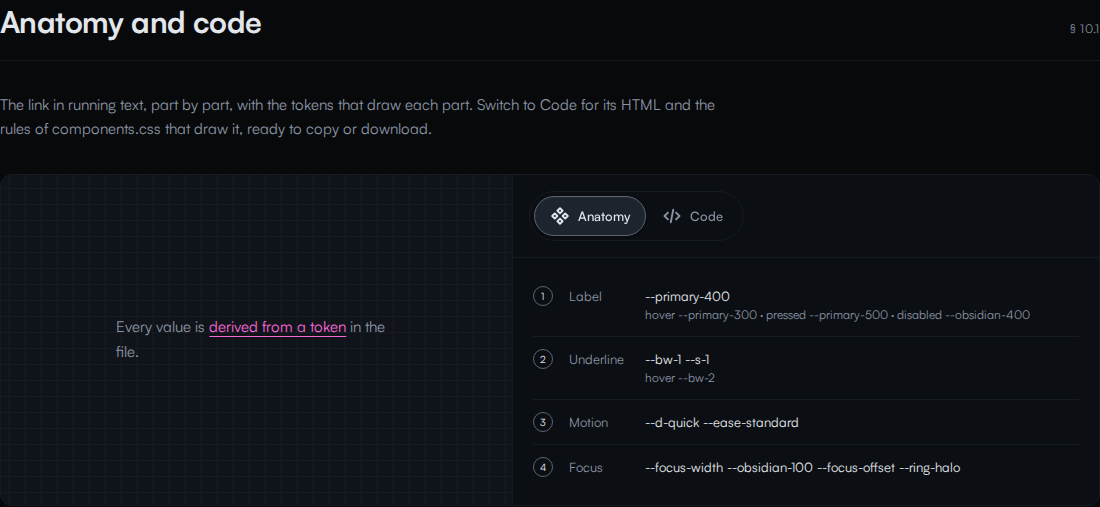 Anatomy and code
§ 10.1
The link in running text, part by part, with the tokens that draw each part. Switch to Code for its HTML and the
rules of components.css that draw it, ready to copy or download.
Anatomy
Code
Every value is derived from a token in the
file.
1 Label --primary-400
hover --primary-300 · pressed --primary-500 · disabled --obsidian-400
2 Underline --bw-1 --s-1
hover --bw-2
3 Motion --d-quick --ease-standard
4 Focus --focus-width --obsidian-100 --focus-offset --ring-halo